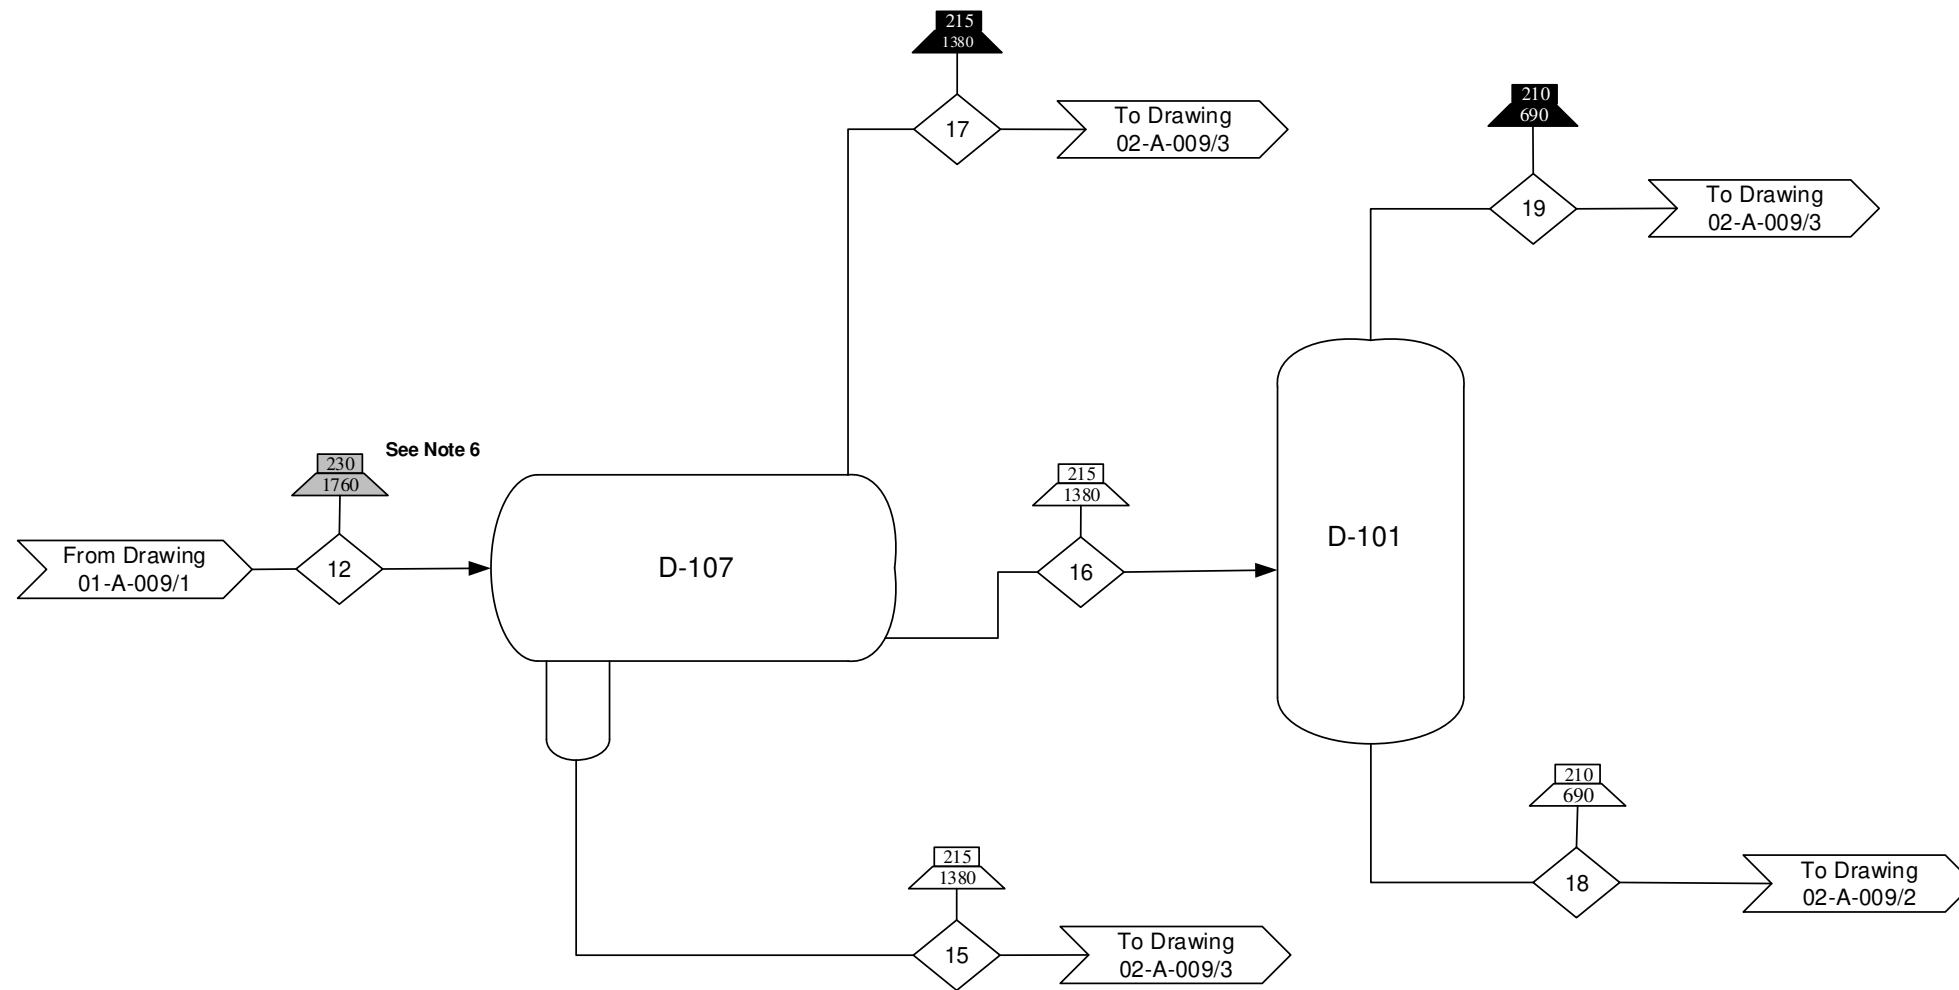 215
1380
17
To Drawing
02-A-009/3
210
690
19
To Drawing
02-A-009/3
See Note 6
230
1760
From Drawing
01-A-009/1
12
D-107
215
1380
16
D-101
210
690
18
To Drawing
02-A-009/2
215
1380
15
To Drawing
02-A-009/3